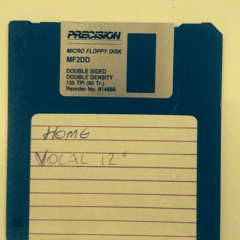 PRECISION
MICRO FLOPPY DISK
MF2DD
DOUBLE SIDED
DOUBLE DENSITY
135 TPI (80 Tr.)
Reorder No. 814866
HOME
VOCAL 12"